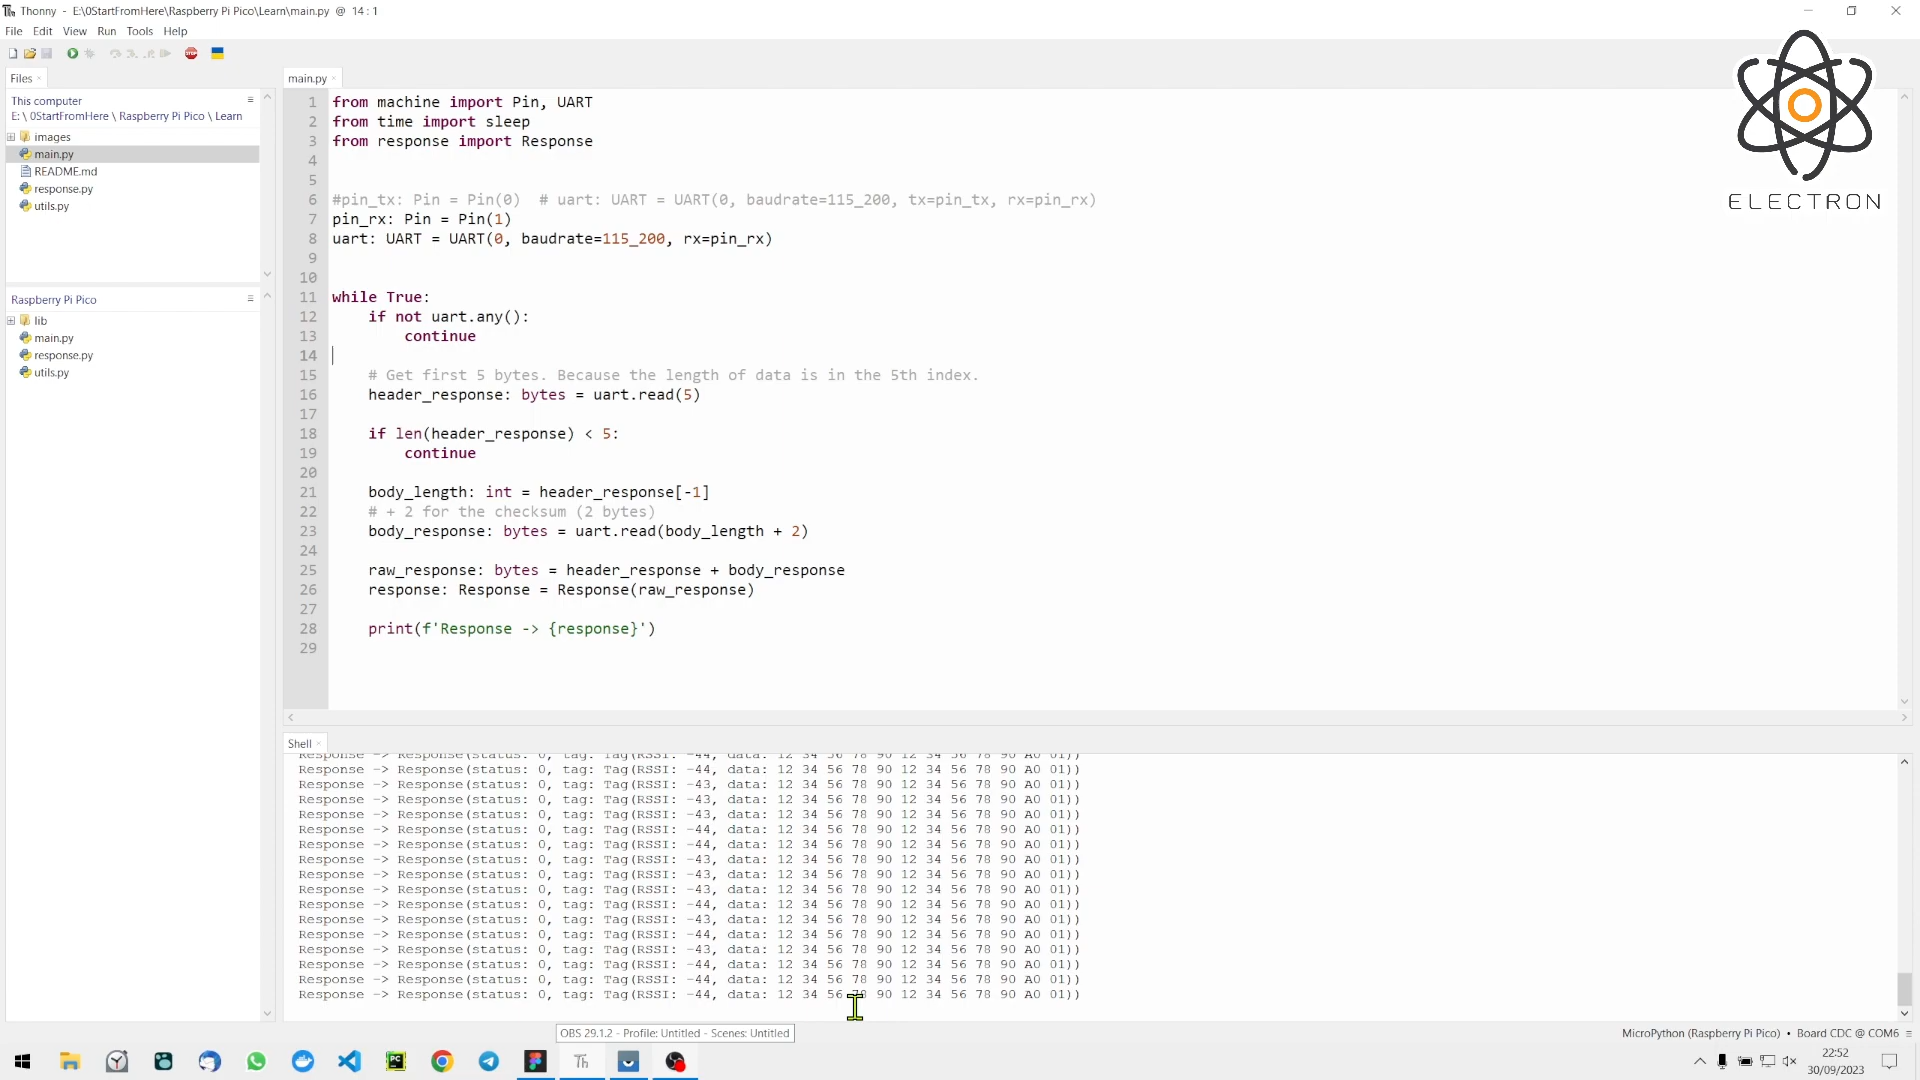 Thonny - E:\0StartFromHere\Raspberry Pi Pico\Learn\main.py @ 14 : 1
File Edit View Run Tools Help
STOP
Files
This computer
E: \ 0StartFromHere \ Raspberry Pi Pico \ Learn
images
main.py
README.md
response.py
utils.py
Raspberry Pi Pico
lib
main.py
response.py
utils.py
main.py
1 from machine import Pin, UART
2 from time import sleep
3 from response import Response
4
5
6 #pin_tx: Pin = Pin(0)  # uart: UART = UART(0, baudrate=115_200, tx=pin_tx, rx=pin_rx)
7 pin_rx: Pin = Pin(1)
8 uart: UART = UART(0, baudrate=115_200, rx=pin_rx)
9
10
11 while True:
12     if not uart.any():
13         continue
14
15     # Get first 5 bytes. Because the length of data is in the 5th index.
16     header_response: bytes = uart.read(5)
17
18     if len(header_response) < 5:
19         continue
20
21     body_length: int = header_response[-1]
22     # + 2 for the checksum (2 bytes)
23     body_response: bytes = uart.read(body_length + 2)
24
25     raw_response: bytes = header_response + body_response
26     response: Response = Response(raw_response)
27
28     print(f'Response -> {response}')
29
ELECTRON
Shell
Response -> Response(status: 0, tag: Tag(RSSI: -44, data: 12 34 56 78 90 12 34 56 78 90 A0 01))
Response -> Response(status: 0, tag: Tag(RSSI: -44, data: 12 34 56 78 90 12 34 56 78 90 A0 01))
Response -> Response(status: 0, tag: Tag(RSSI: -43, data: 12 34 56 78 90 12 34 56 78 90 A0 01))
Response -> Response(status: 0, tag: Tag(RSSI: -43, data: 12 34 56 78 90 12 34 56 78 90 A0 01))
Response -> Response(status: 0, tag: Tag(RSSI: -43, data: 12 34 56 78 90 12 34 56 78 90 A0 01))
Response -> Response(status: 0, tag: Tag(RSSI: -44, data: 12 34 56 78 90 12 34 56 78 90 A0 01))
Response -> Response(status: 0, tag: Tag(RSSI: -44, data: 12 34 56 78 90 12 34 56 78 90 A0 01))
Response -> Response(status: 0, tag: Tag(RSSI: -43, data: 12 34 56 78 90 12 34 56 78 90 A0 01))
Response -> Response(status: 0, tag: Tag(RSSI: -43, data: 12 34 56 78 90 12 34 56 78 90 A0 01))
Response -> Response(status: 0, tag: Tag(RSSI: -43, data: 12 34 56 78 90 12 34 56 78 90 A0 01))
Response -> Response(status: 0, tag: Tag(RSSI: -44, data: 12 34 56 78 90 12 34 56 78 90 A0 01))
Response -> Response(status: 0, tag: Tag(RSSI: -43, data: 12 34 56 78 90 12 34 56 78 90 A0 01))
Response -> Response(status: 0, tag: Tag(RSSI: -44, data: 12 34 56 78 90 12 34 56 78 90 A0 01))
Response -> Response(status: 0, tag: Tag(RSSI: -43, data: 12 34 56 78 90 12 34 56 78 90 A0 01))
Response -> Response(status: 0, tag: Tag(RSSI: -44, data: 12 34 56 78 90 12 34 56 78 90 A0 01))
Response -> Response(status: 0, tag: Tag(RSSI: -44, data: 12 34 56 78 90 12 34 56 78 90 A0 01))
Response -> Response(status: 0, tag: Tag(RSSI: -44, data: 12 34 56 78 90 12 34 56 78 90 A0 01))
OBS 29.1.2 - Profile: Untitled - Scenes: Untitled
MicroPython (Raspberry Pi Pico) • Board CDC @ COM6
22:52
30/09/2023